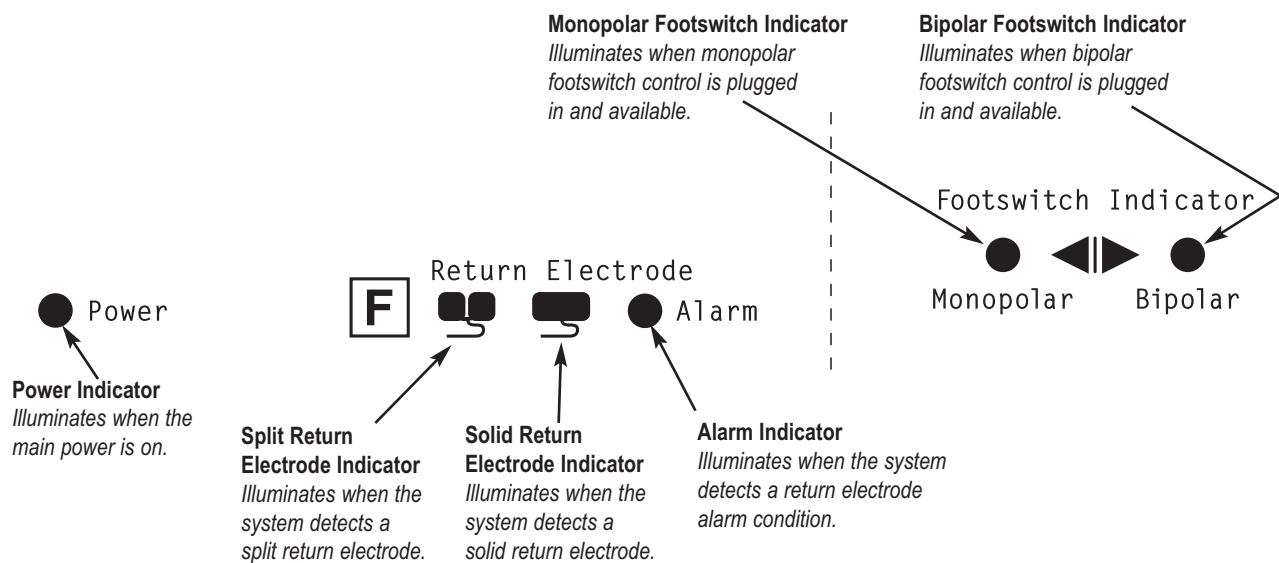 Monopolar Footswitch Indicator
Illuminates when monopolar
footswitch control is plugged
in and available.
Bipolar Footswitch Indicator
Illuminates when bipolar
footswitch control is plugged
in and available.
Footswitch Indicator
Monopolar
Bipolar
Power
F
Return Electrode
Alarm
Power Indicator
Illuminates when the
main power is on.
Split Return
Electrode Indicator
Illuminates when the
system detects a
split return electrode.
Solid Return
Electrode Indicator
Illuminates when the
system detects a
solid return electrode.
Alarm Indicator
Illuminates when the system
detects a return electrode
alarm condition.